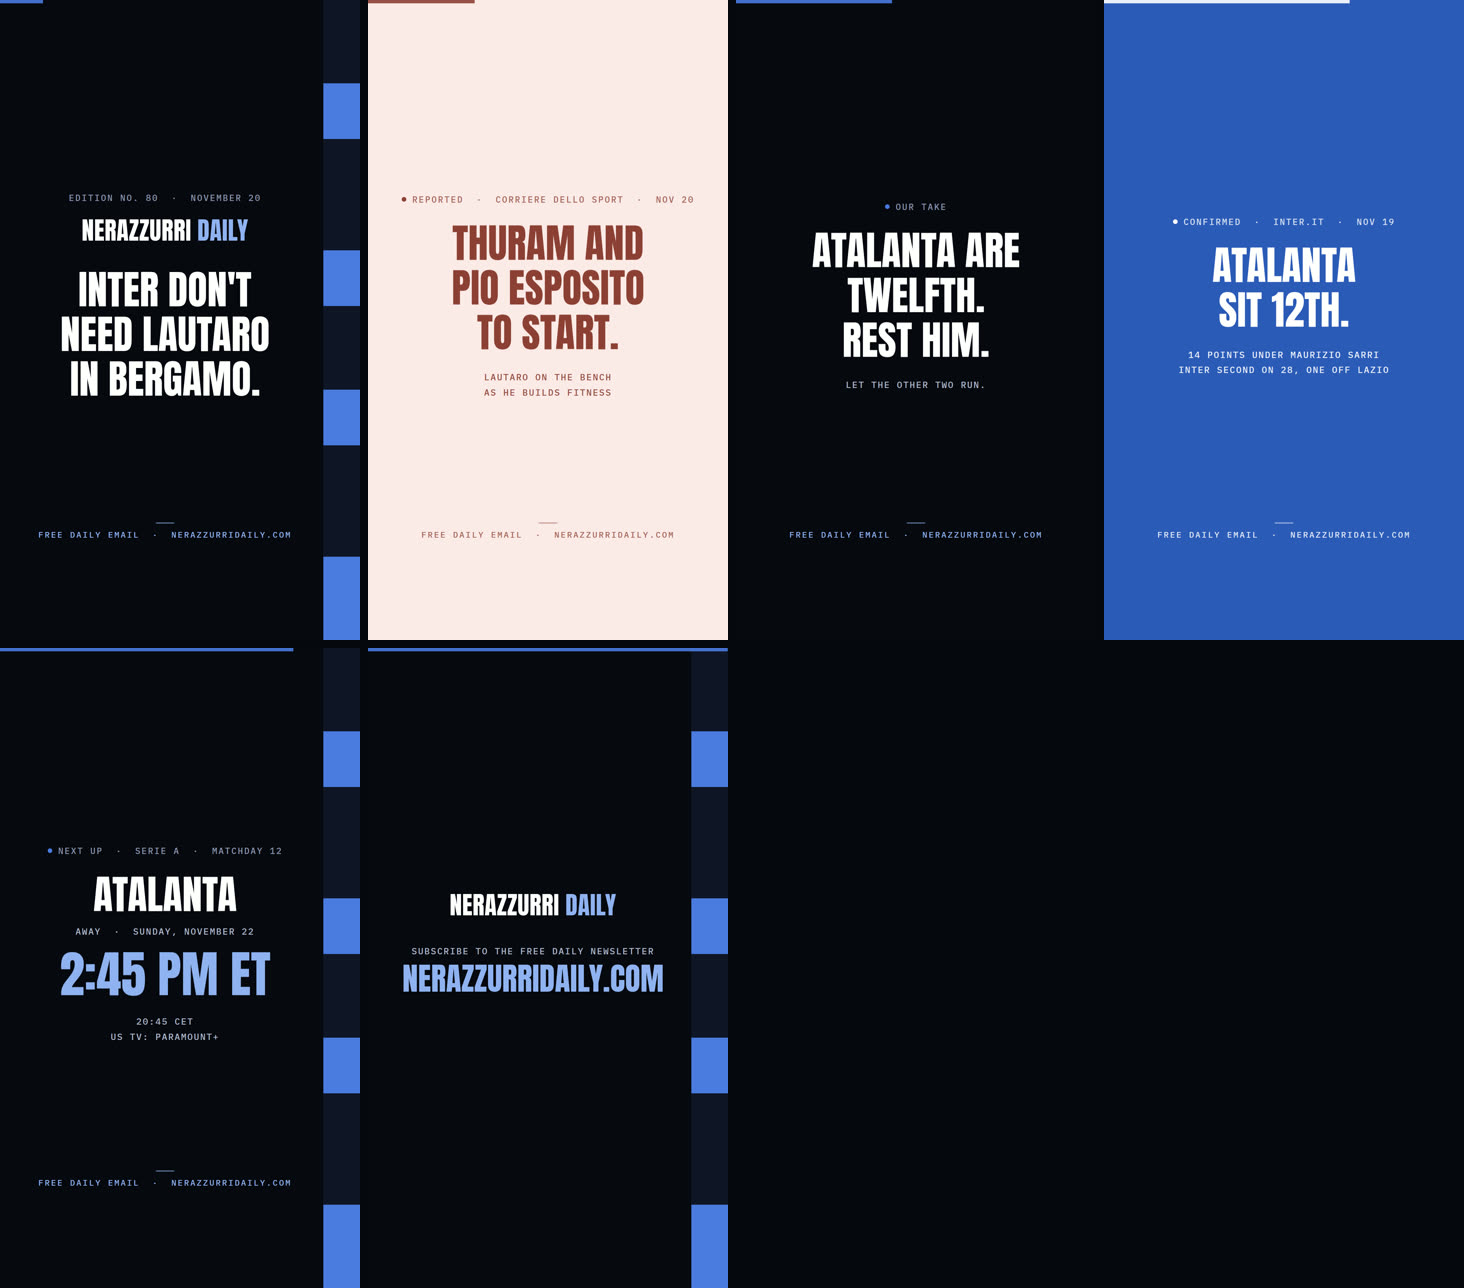 EDITION NO. 80 · NOVEMBER 20
NERAZZURRI DAILY
INTER DON'T
NEED LAUTARO
IN BERGAMO.
FREE DAILY EMAIL · NERAZZURRIDAILY.COM
REPORTED · CORRIERE DELLO SPORT · NOV 20
THURAM AND
PIO ESPOSITO
TO START.
LAUTARO ON THE BENCH
AS HE BUILDS FITNESS
FREE DAILY EMAIL · NERAZZURRIDAILY.COM
OUR TAKE
ATALANTA ARE
TWELFTH.
REST HIM.
LET THE OTHER TWO RUN.
FREE DAILY EMAIL · NERAZZURRIDAILY.COM
CONFIRMED · INTER.IT · NOV 19
ATALANTA
SIT 12TH.
14 POINTS UNDER MAURIZIO SARRI
INTER SECOND ON 28, ONE OFF LAZIO
FREE DAILY EMAIL · NERAZZURRIDAILY.COM
NEXT UP · SERIE A · MATCHDAY 12
ATALANTA
AWAY · SUNDAY, NOVEMBER 22
2:45 PM ET
20:45 CET
US TV: PARAMOUNT+
FREE DAILY EMAIL · NERAZZURRIDAILY.COM
NERAZZURRI DAILY
SUBSCRIBE TO THE FREE DAILY NEWSLETTER
NERAZZURRIDAILY.COM